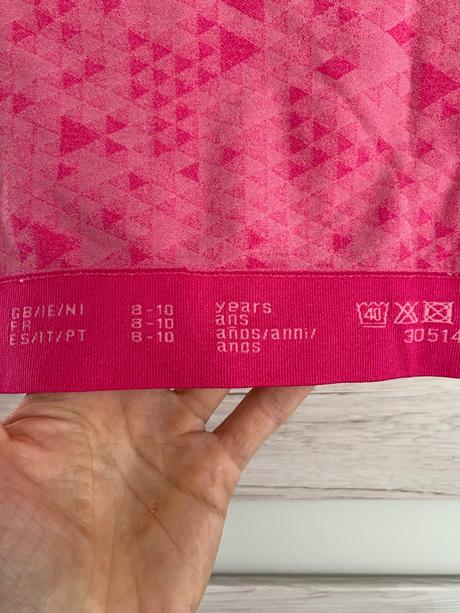 GB/IE/NI 8-10 years 40
FR 8-10 ans 30514
ES/IT/PT 8-10 años/anni/
anos